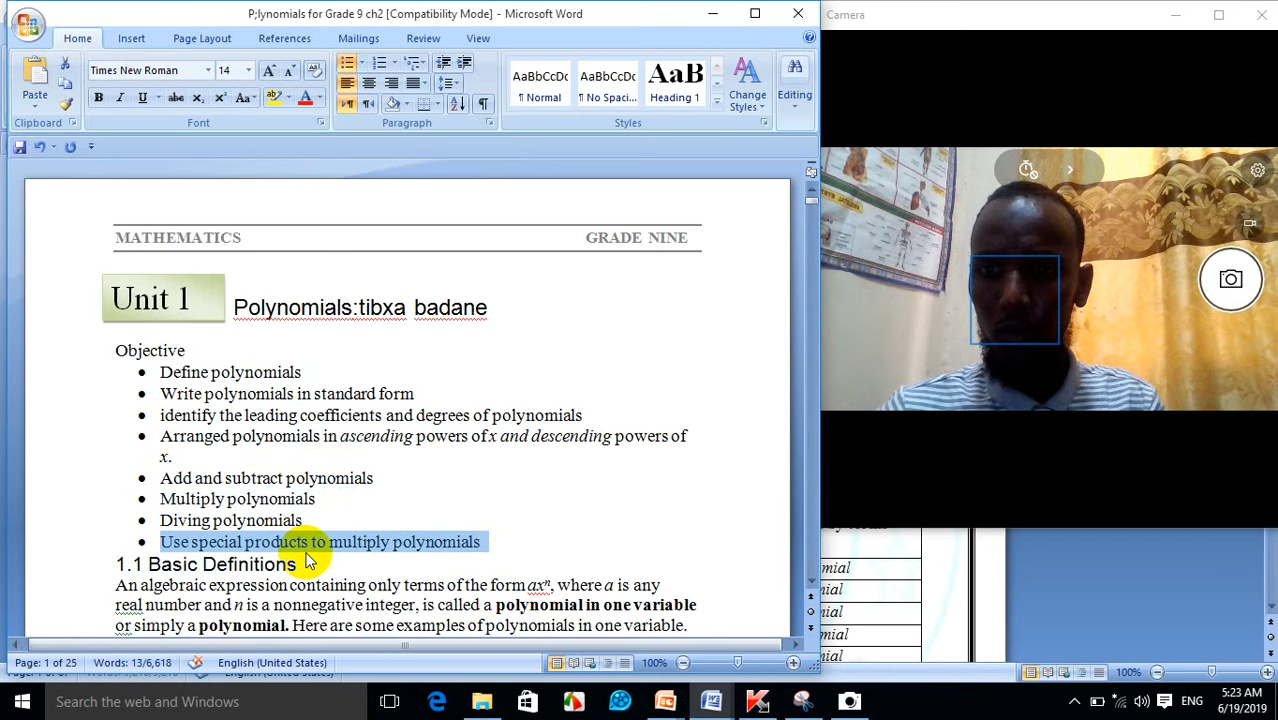 P;lynomials for Grade 9 ch2 [Compatibility Mode] - Microsoft Word
Camera
Home Insert Page Layout References Mailings Review View
Times New Roman 14
Paste
AaBbCcDc AaBbCcDc AaB
¶ Normal ¶ No Spaci... Heading 1
Change Styles
Editing
Clipboard Font Paragraph Styles
MATHEMATICS GRADE NINE
Unit 1 Polynomials:tibxa badane
Objective
• Define polynomials
• Write polynomials in standard form
• identify the leading coefficients and degrees of polynomials
• Arranged polynomials in ascending powers of x and descending powers of
x.
• Add and subtract polynomials
• Multiply polynomials
• Diving polynomials
• Use special products to multiply polynomials
1.1 Basic Definitions
An algebraic expression containing only terms of the form axⁿ, where a is any
real number and n is a nonnegative integer, is called a polynomial in one variable
or simply a polynomial. Here are some examples of polynomials in one variable.
Page: 1 of 25 Words: 13/6,618 English (United States) 100%
100%
Search the web and Windows
ENG
5:23 AM
6/19/2019